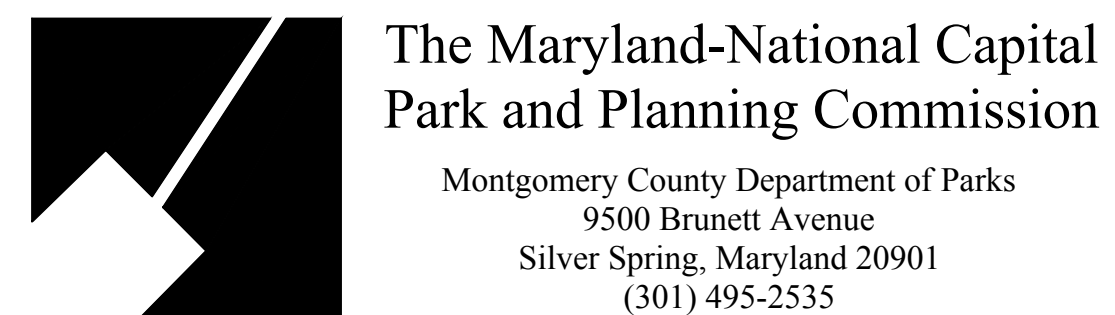 The Maryland-National Capital
Park and Planning Commission
Montgomery County Department of Parks
9500 Brunett Avenue
Silver Spring, Maryland 20901
(301) 495-2535